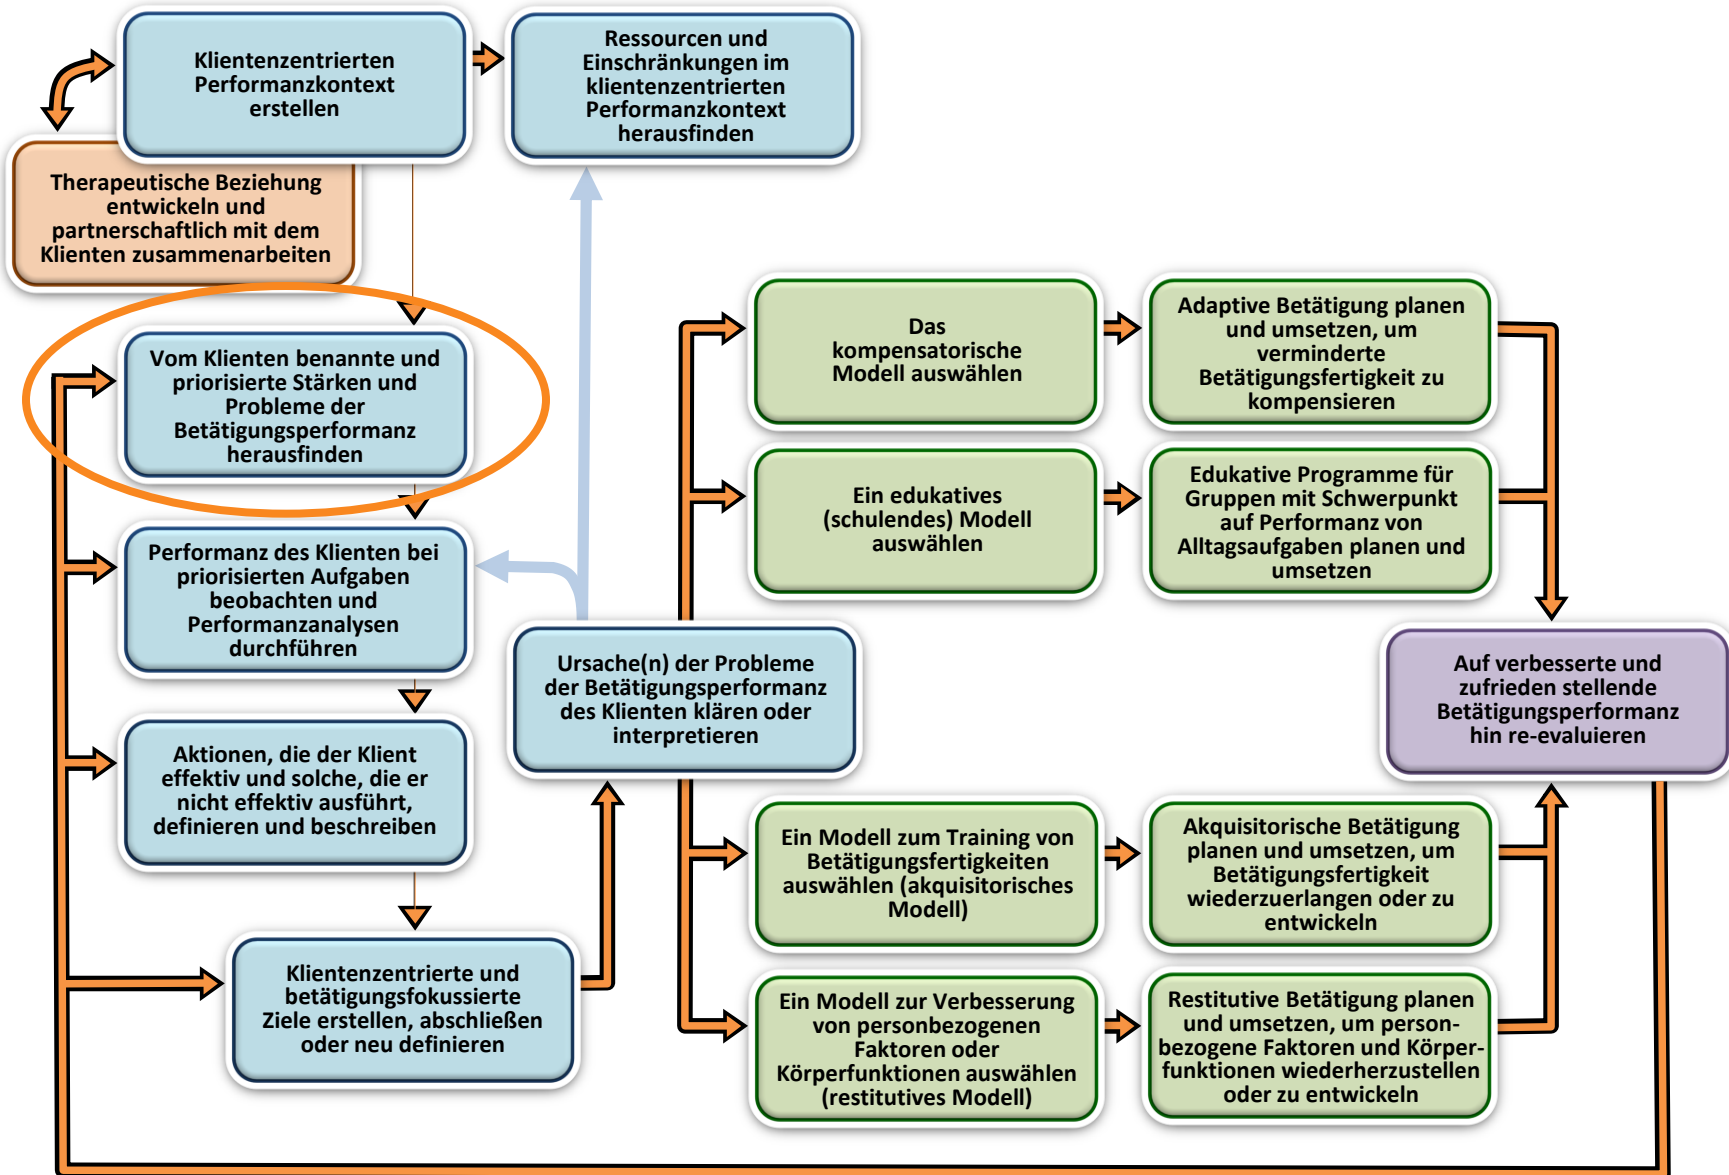 Klientenzentrierten
Performanzkontext
erstellen
Ressourcen und
Einschränkungen im
klientenzentrierten
Performanzkontext
herausfinden
Therapeutische Beziehung
entwickeln und
partnerschaftlich mit dem
Klienten zusammenarbeiten
Vom Klienten benannte und
priorisierte Stärken und
Probleme der
Betätigungsperformanz
herausfinden
Performanz des Klienten bei
priorisierten Aufgaben
beobachten und
Performanzanalysen
durchführen
Aktionen, die der Klient
effektiv und solche, die er
nicht effektiv ausführt,
definieren und beschreiben
Klientenzentrierte und
betätigungsfokussierte
Ziele erstellen, abschließen
oder neu definieren
Ursache(n) der Probleme
der Betätigungsperformanz
des Klienten klären oder
interpretieren
Das
kompensatorische
Modell auswählen
Adaptive Betätigung planen
und umsetzen, um
verminderte
Betätigungsfertigkeit zu
kompensieren
Ein edukatives
(schulendes) Modell
auswählen
Edukative Programme für
Gruppen mit Schwerpunkt
auf Performanz von
Alltagsaufgaben planen und
umsetzen
Ein Modell zum Training von
Betätigungsfertigkeiten
auswählen (akquisitorisches
Modell)
Akquisitorische Betätigung
planen und umsetzen, um
Betätigungsfertigkeit
wiederzuerlangen oder zu
entwickeln
Ein Modell zur Verbesserung
von personbezogenen
Faktoren oder
Körperfunktionen auswählen
(restitutives Modell)
Restitutive Betätigung planen
und umsetzen, um person-
bezogene Faktoren und Körper-
funktionen wiederherzustellen
oder zu entwickeln
Auf verbesserte und
zufrieden stellende
Betätigungsperformanz
hin re-evaluieren